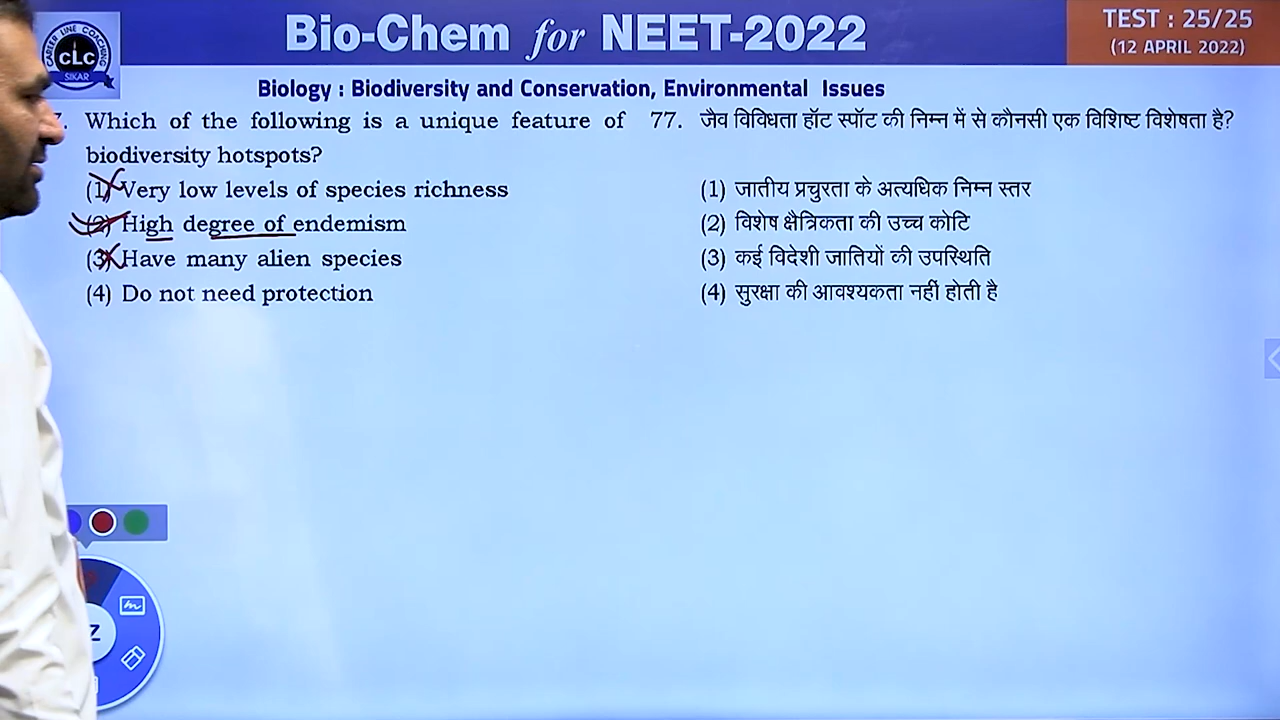 Bio-Chem for NEET-2022
TEST : 25/25
(12 APRIL 2022)
CAREER LINE COACHING
CLC
SIKAR
Biology : Biodiversity and Conservation, Environmental Issues
7. Which of the following is a unique feature of
biodiversity hotspots?
(1) Very low levels of species richness
(2) High degree of endemism
(3) Have many alien species
(4) Do not need protection
77. जैव विविधता हॉट स्पॉट की निम्न में से कौनसी एक विशिष्ट विशेषता है?
(1) जातीय प्रचुरता के अत्यधिक निम्न स्तर
(2) विशेष क्षैत्रिकता की उच्च कोटि
(3) कई विदेशी जातियों की उपस्थिति
(4) सुरक्षा की आवश्यकता नहीं होती है
Z